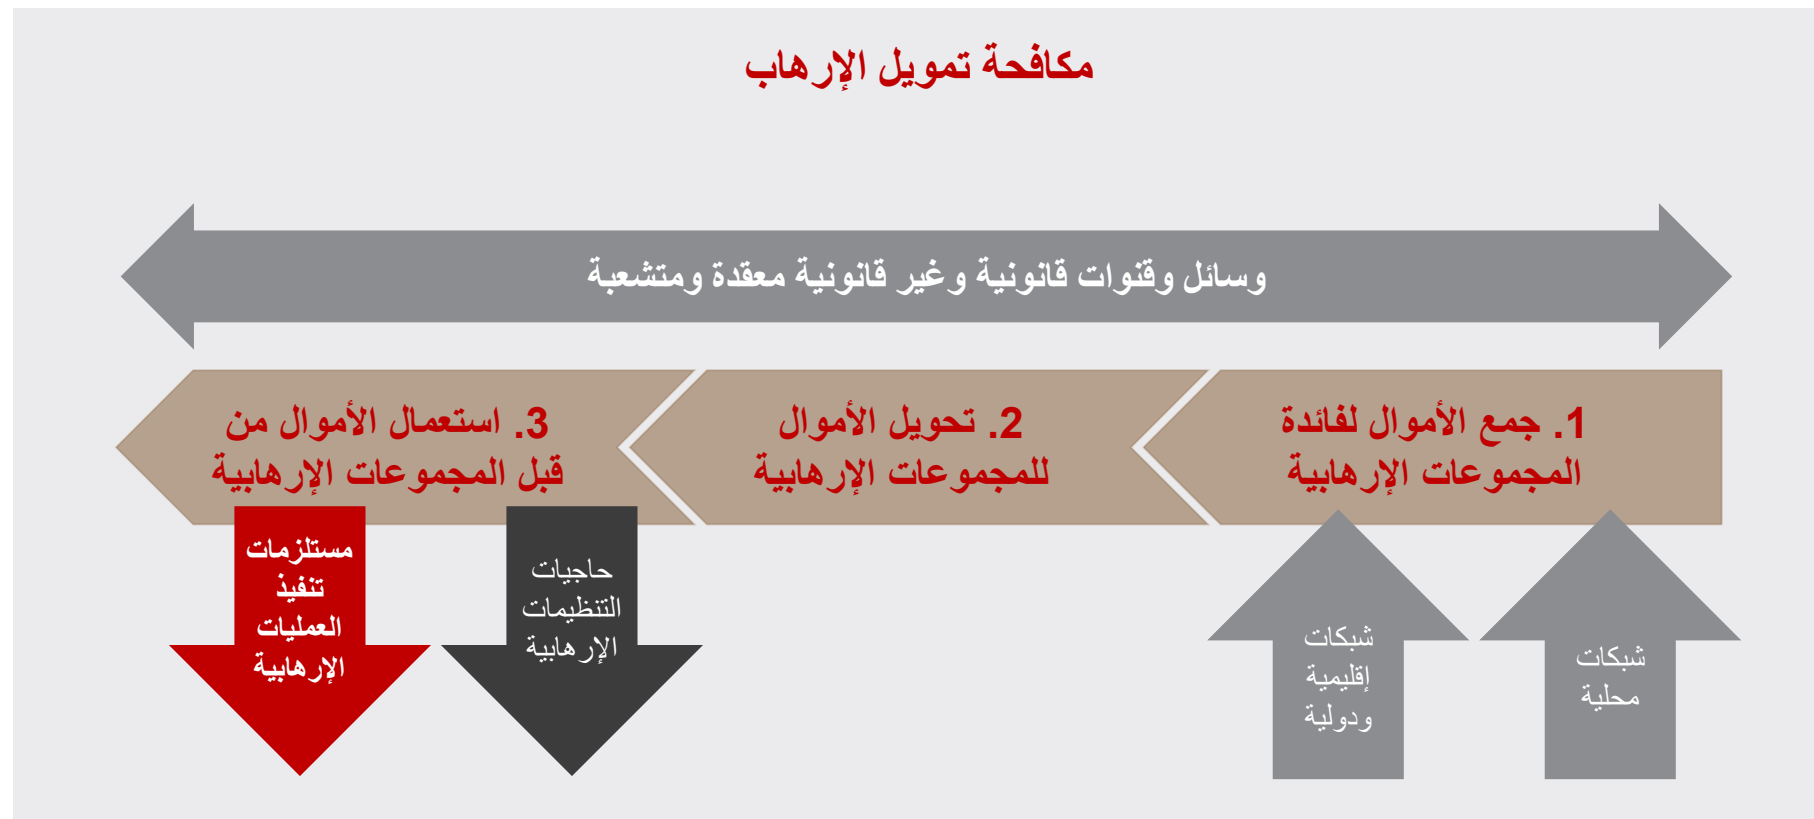 مكافحة تمويل الإرهاب
وسائل وقنوات قانونية وغير قانونية معقدة ومتشعبة
1. جمع الأموال لفائدة
المجموعات الإرهابية
2. تحويل الأموال
للمجموعات الإرهابية
3. استعمال الأموال من
قبل المجموعات الإرهابية
شبكات
محلية
شبكات
إقليمية
ودولية
حاجيات
التنظيمات
الإرهابية
مستلزمات
تنفيذ
العمليات
الإرهابية